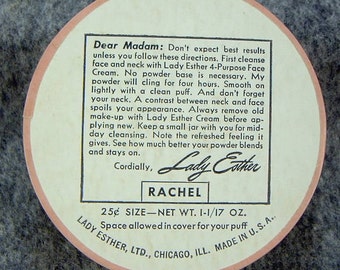 Dear Madam: Don't expect best results
unless you follow these directions. First cleanse
face and neck with Lady Esther 4-Purpose Face
Cream. No powder base is necessary. My
powder will cling for four hours. Smooth on
lightly with a clean puff. And don't forget
your neck. A contrast between neck and face
spoils your appearance. Always remove old
make-up with Lady Esther Cream before ap-
plying new. Keep a small jar with you for mid-
day cleansing. Note the refreshed feeling it
gives. See how much better your powder blends
and stays on.
Cordially, Lady Esther
RACHEL
25¢ SIZE—NET WT. 1-1/17 OZ.
Space allowed in cover for your puff
LADY ESTHER, LTD., CHICAGO, ILL. MADE IN U.S.A.